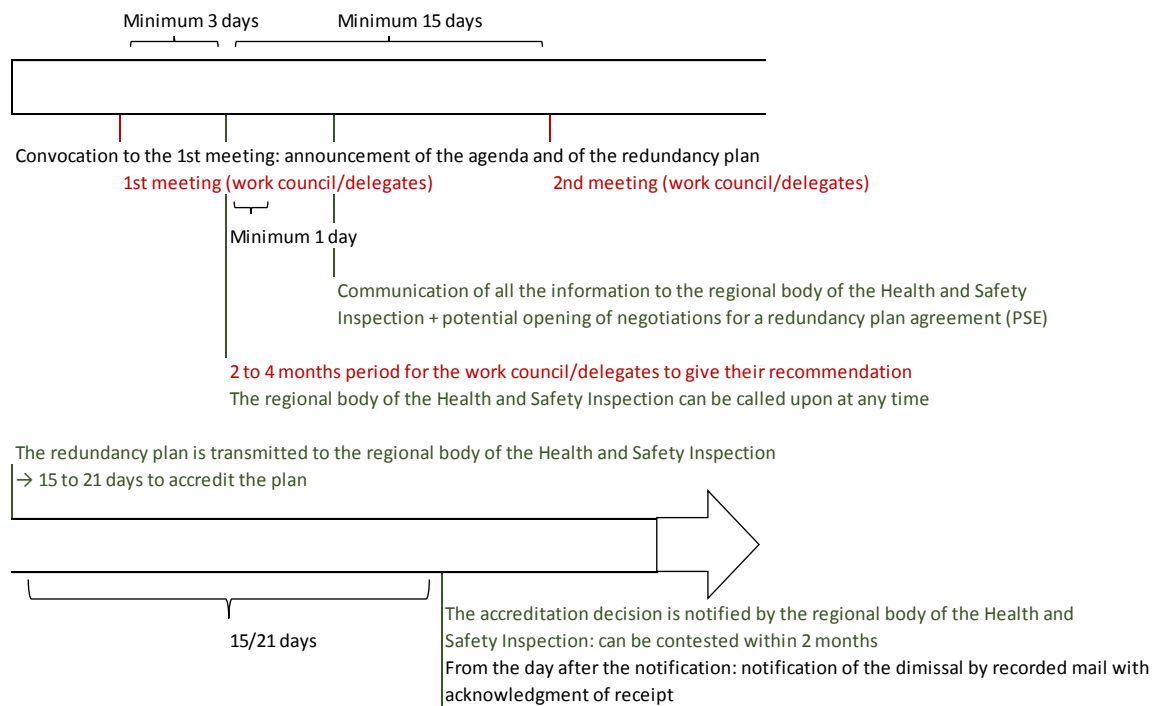 Minimum 3 days
Minimum 15 days
Convocation to the 1st meeting: announcement of the agenda and of the redundancy plan
1st meeting (work council/delegates)
2nd meeting (work council/delegates)
Minimum 1 day
Communication of all the information to the regional body of the Health and Safety
Inspection + potential opening of negotiations for a redundancy plan agreement (PSE)
2 to 4 months period for the work council/delegates to give their recommendation
The regional body of the Health and Safety Inspection can be called upon at any time
The redundancy plan is transmitted to the regional body of the Health and Safety Inspection
→ 15 to 21 days to accredit the plan
15/21 days
The accreditation decision is notified by the regional body of the Health and
Safety Inspection: can be contested within 2 months
From the day after the notification: notification of the dimissal by recorded mail with
acknowledgment of receipt